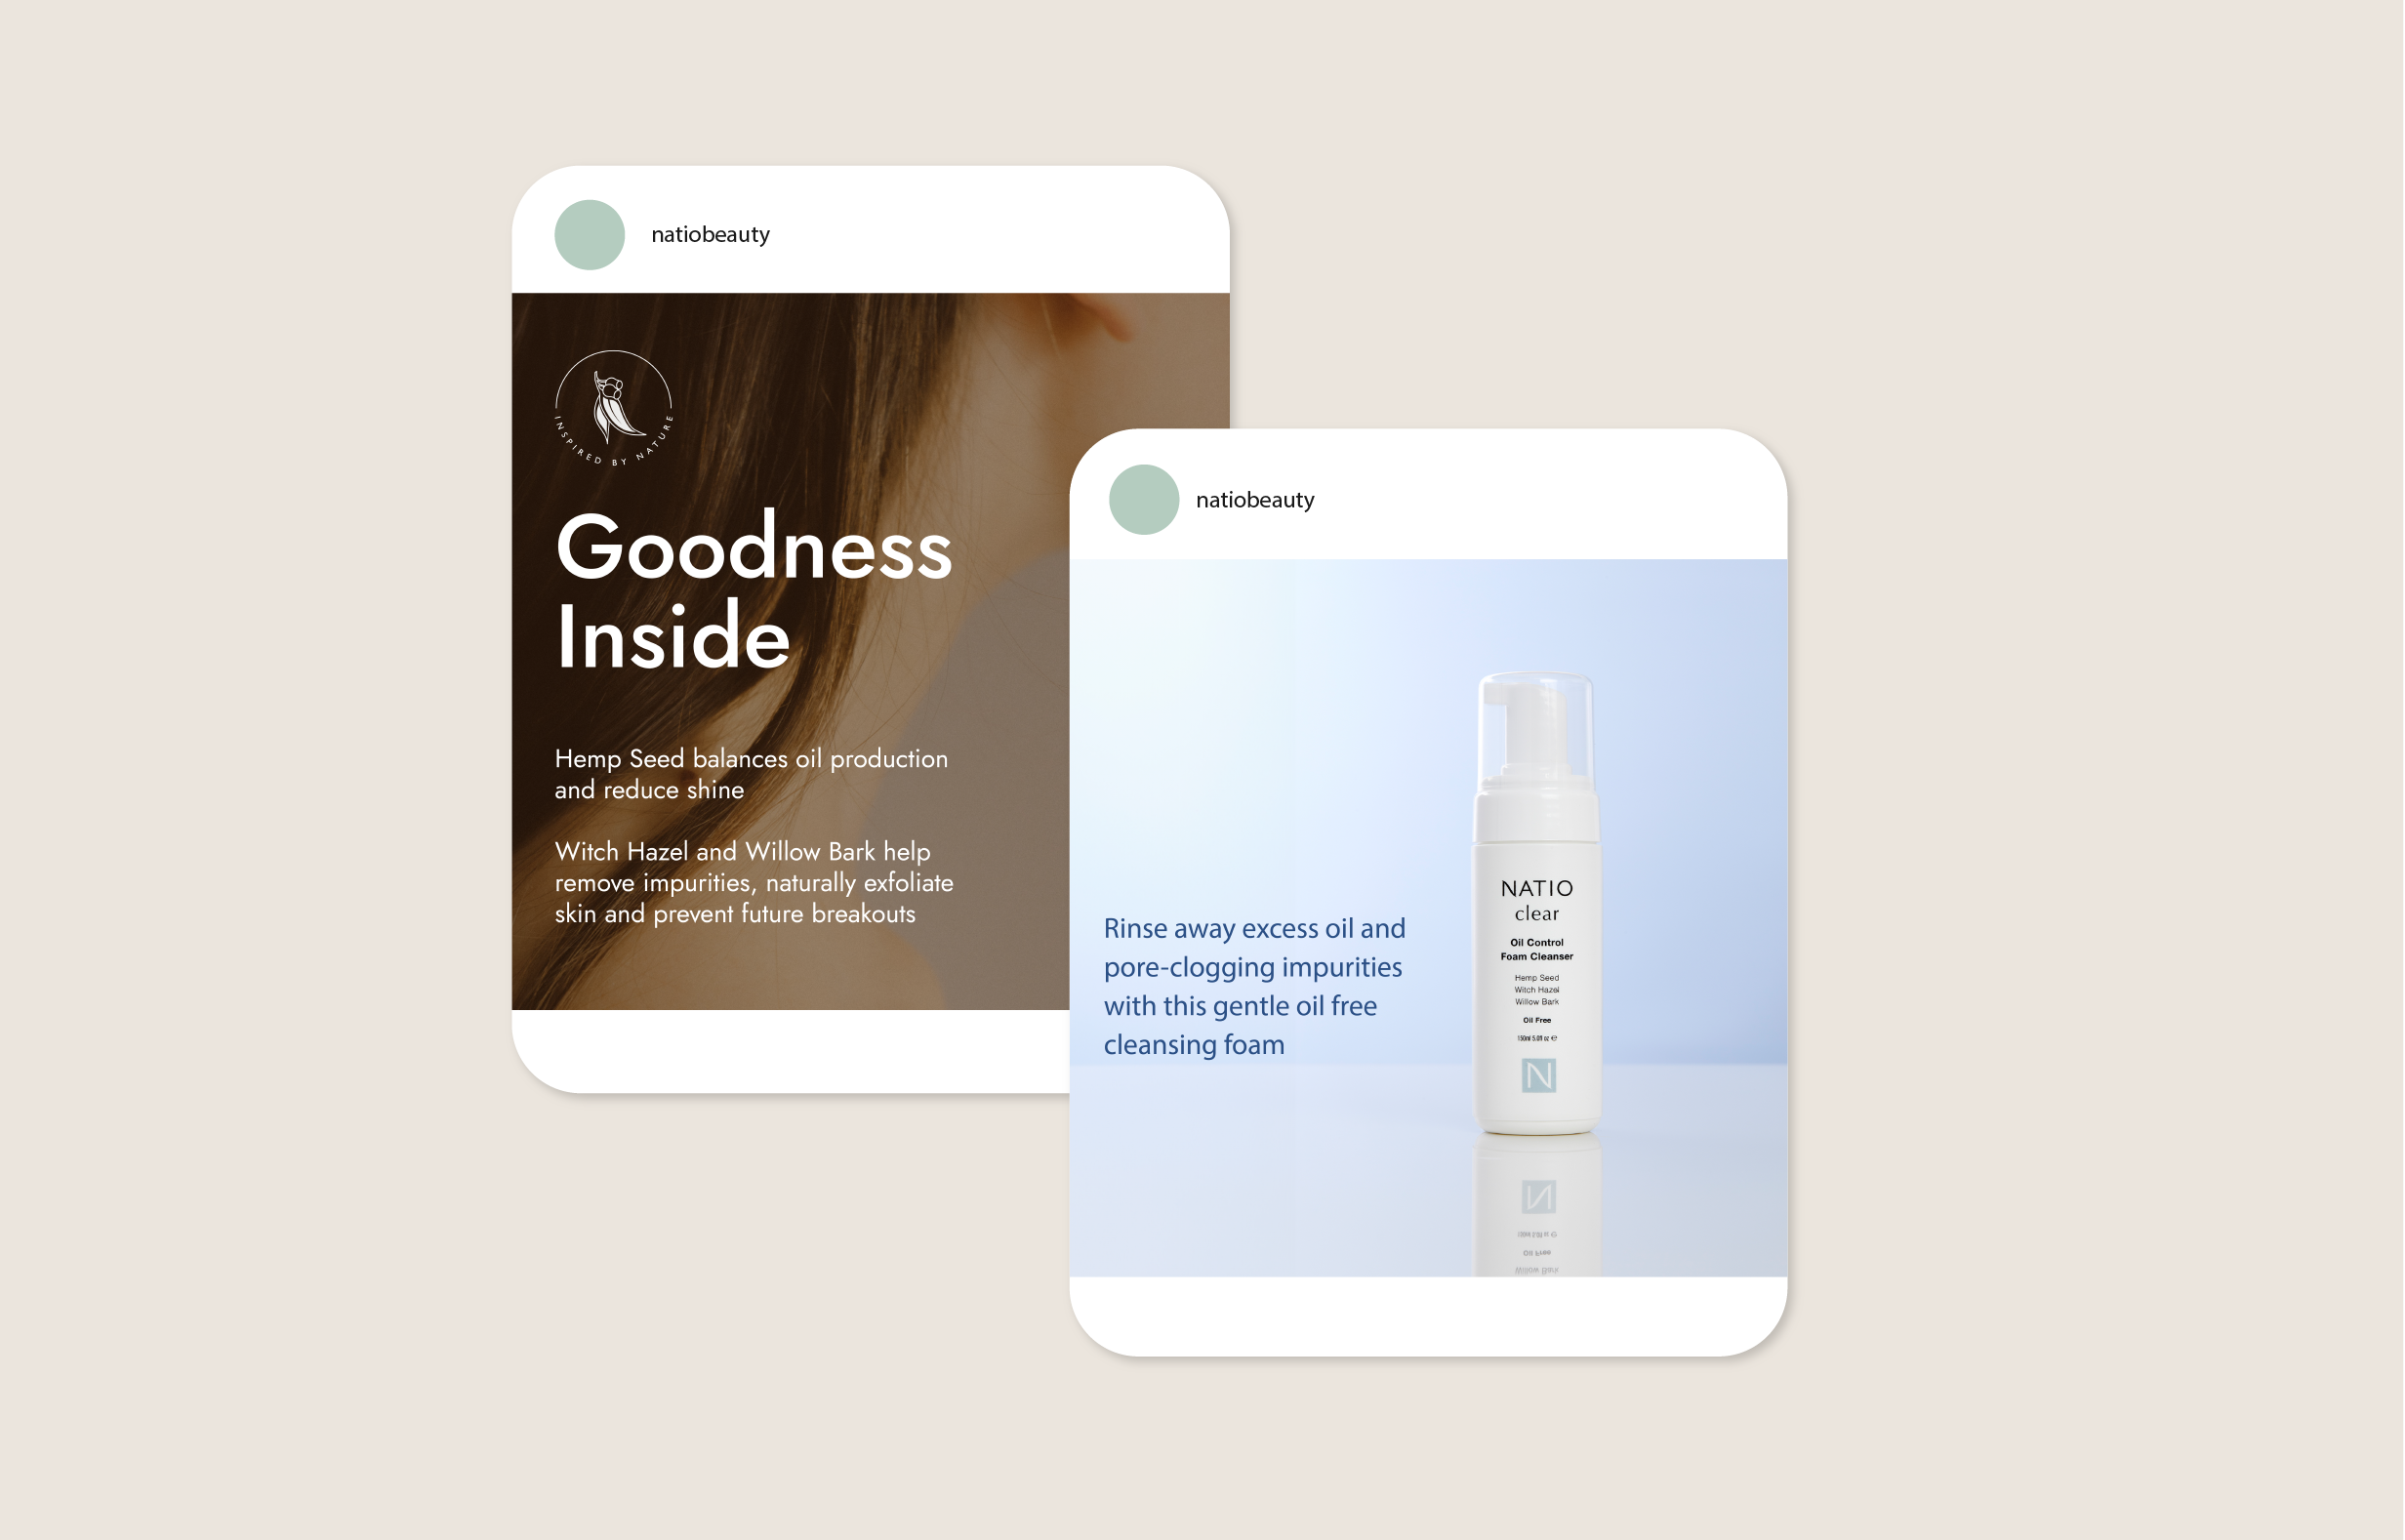 natiobeauty
INSPIRED BY NATURE
Goodness
Inside
Hemp Seed balances oil production
and reduce shine
Witch Hazel and Willow Bark help
remove impurities, naturally exfoliate
skin and prevent future breakouts
natiobeauty
Rinse away excess oil and
pore-clogging impurities
with this gentle oil free
cleansing foam
NATIO
clear
Oil Control
Foam Cleanser
Hemp Seed
Witch Hazel
Willow Bark
Oil Free
150ml 5.0fl oz ℮
N